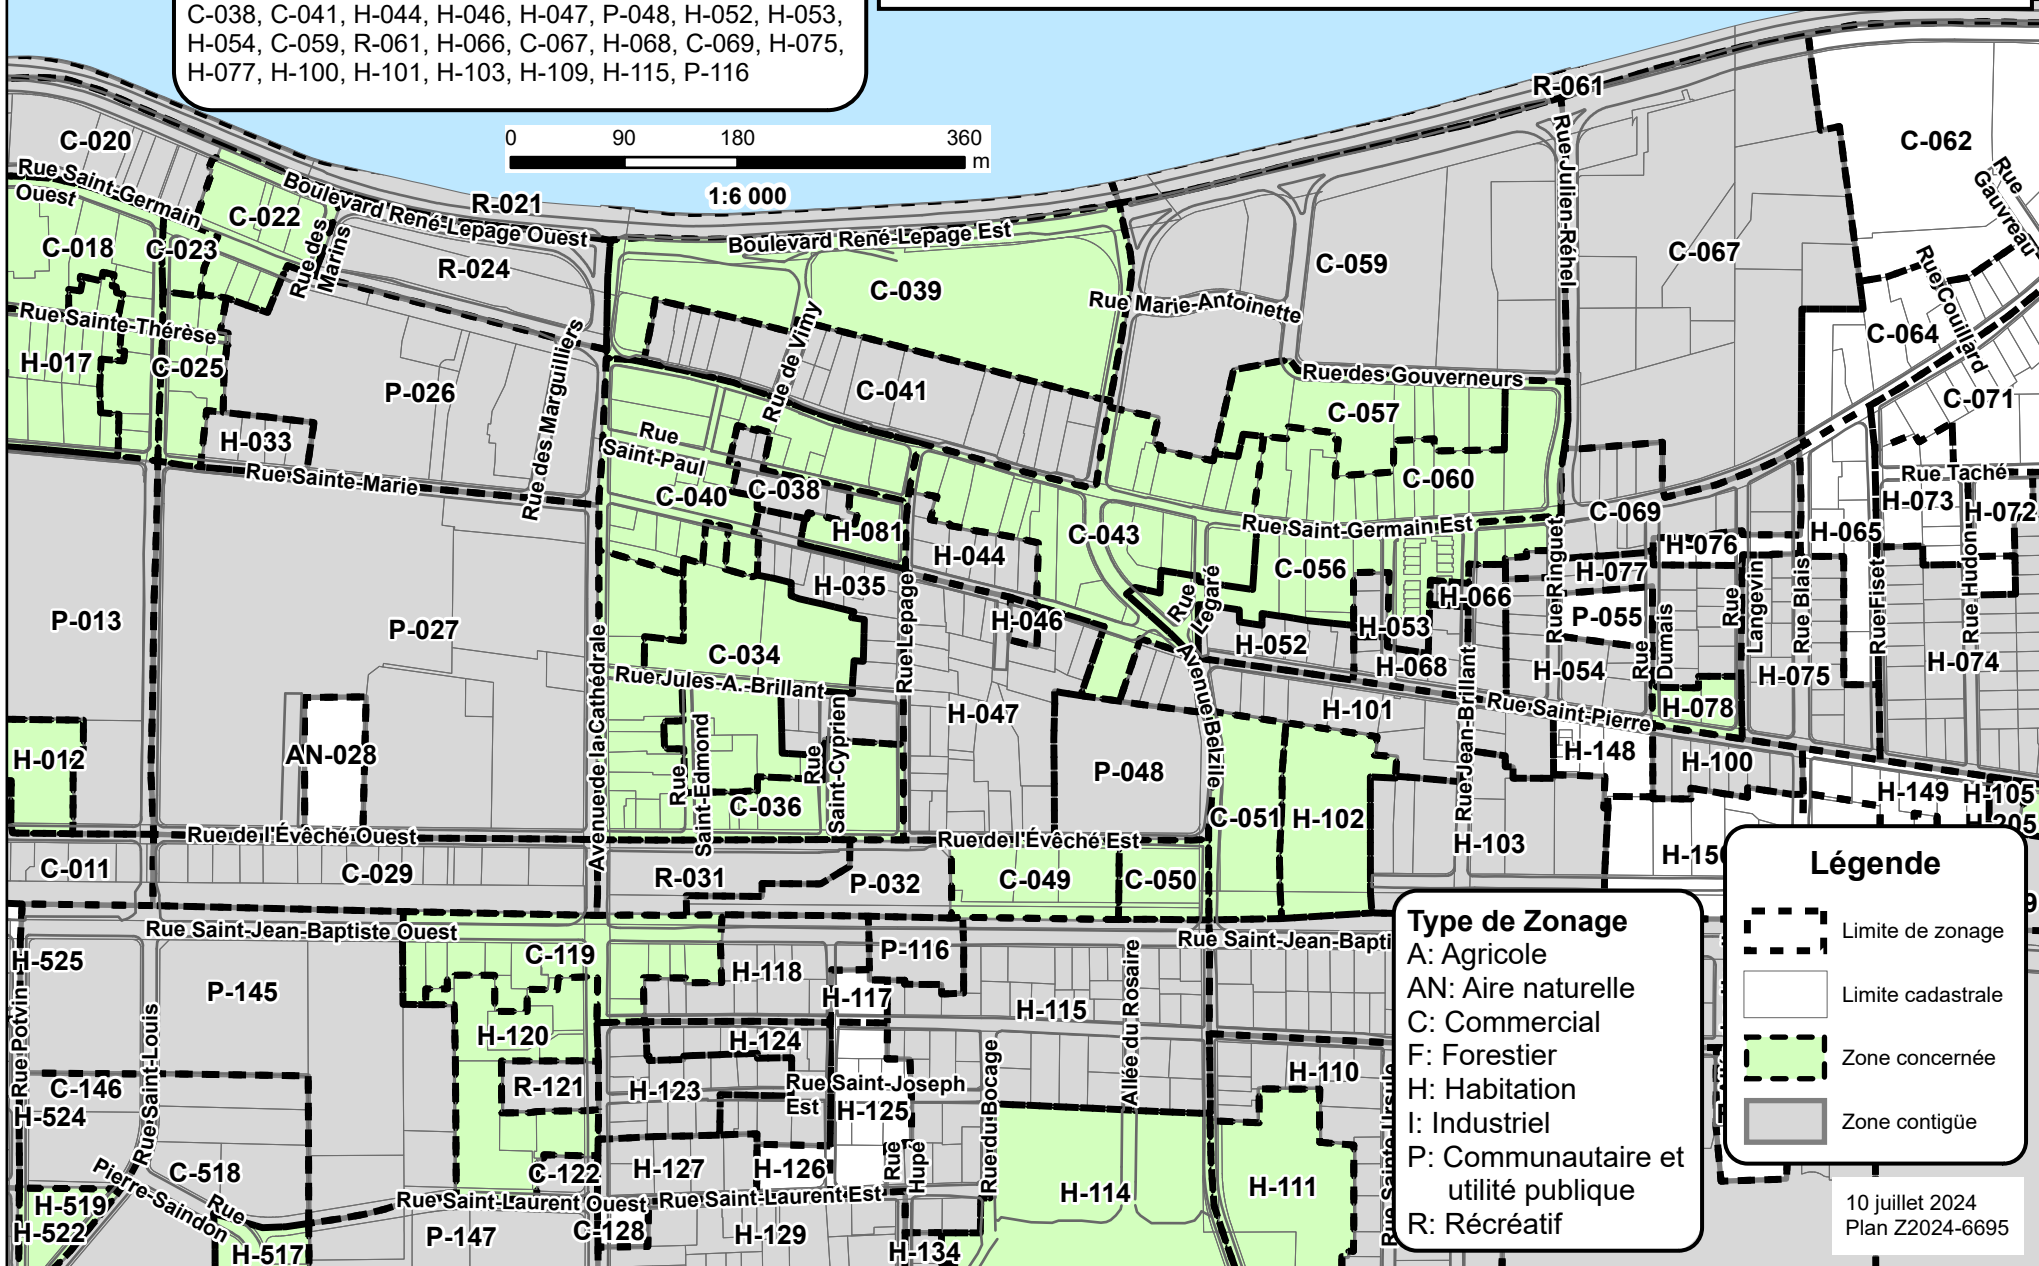 C-038, C-041, H-044, H-046, H-047, P-048, H-052, H-053,
H-054, C-059, R-061, H-066, C-067, H-068, C-069, H-075,
H-077, H-100, H-101, H-103, H-109, H-115, P-116
0 90 180 360
m
1:6 000
R-061
C-020
C-062
Rue Saint-Germain
Ouest
Boulevard René-Lepage Ouest
R-021
Rue
Gauvreau
C-022
Rue des
Marins
Boulevard René-Lepage Est
Rue Julien-Réhel
C-018
C-023
R-024
C-039
C-059
C-067
Rue Marie-Antoinette
Rue Couillard
Rue Sainte-Thérèse
Rue de Vimy
C-064
H-017
C-025
P-026
Rue des Marguilliers
C-041
Rue des Gouverneurs
C-071
C-057
H-033
Rue
Saint-Paul
Rue Sainte-Marie
C-040
C-038
C-060
Rue Taché
H-073
H-072
C-069
H-081
C-043
Rue Saint-Germain Est
H-065
H-044
H-076
H-035
C-056
H-077
Rue Lepage
Rue
Legaré
H-066
Rue Ringuet
P-055
Rue
Langevin
Rue Blais
Rue Fiset
Rue Hudon
P-013
P-027
H-046
H-053
H-052
H-068
H-054
Rue
Dumais
H-074
H-075
C-034
Rue Jules-A.-Brillant
Avenue de la Cathédrale
Avenue Belzile
H-047
H-101
Rue Jean-Brillant
Rue Saint-Pierre
H-078
H-012
AN-028
Rue
Saint-Edmond
Rue
Saint-Cyprien
P-048
H-148
H-100
C-036
C-051
H-102
H-149
H-105
Rue de l'Évêché Ouest
Rue de l'Évêché Est
H-103
C-011
C-029
R-031
P-032
C-049
C-050
Rue Saint-Jean-Baptiste Ouest
H-525
C-119
H-118
P-116
P-145
H-117
H-115
Allée du Rosaire
Rue Potvin
Rue Saint-Louis
H-120
H-124
H-110
C-146
H-524
R-121
H-123
Rue Saint-Joseph
Est
H-125
Rue du Bocage
C-518
C-122
H-127
H-126
Rue
Hupé
H-114
H-111
Rue
Pierre-Saindon
H-519
H-522
Rue Saint-Laurent Ouest
Rue Saint-Laurent Est
H-517
P-147
C-128
H-129
H-134
Type de Zonage
A: Agricole
AN: Aire naturelle
C: Commercial
F: Forestier
H: Habitation
I: Industriel
P: Communautaire et
utilité publique
R: Récréatif
Légende
Limite de zonage
Limite cadastrale
Zone concernée
Zone contigüe
10 juillet 2024
Plan Z2024-6695